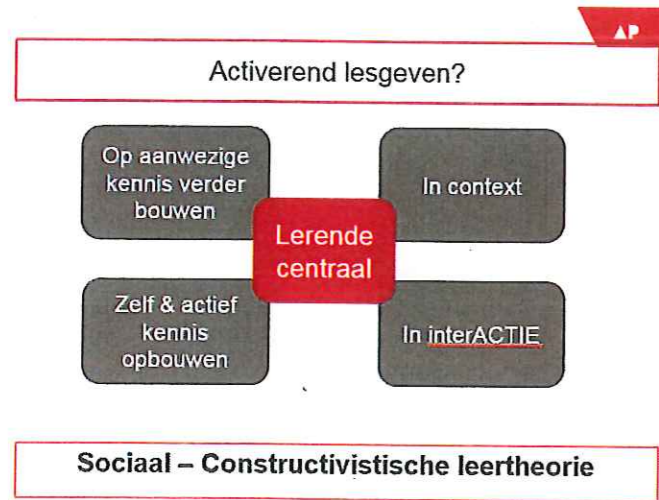 AP
Activerend lesgeven?
Op aanwezige
kennis verder
bouwen
In context
Lerende
centraal
Zelf & actief
kennis
opbouwen
In interACTIE
Sociaal – Constructivistische leertheorie